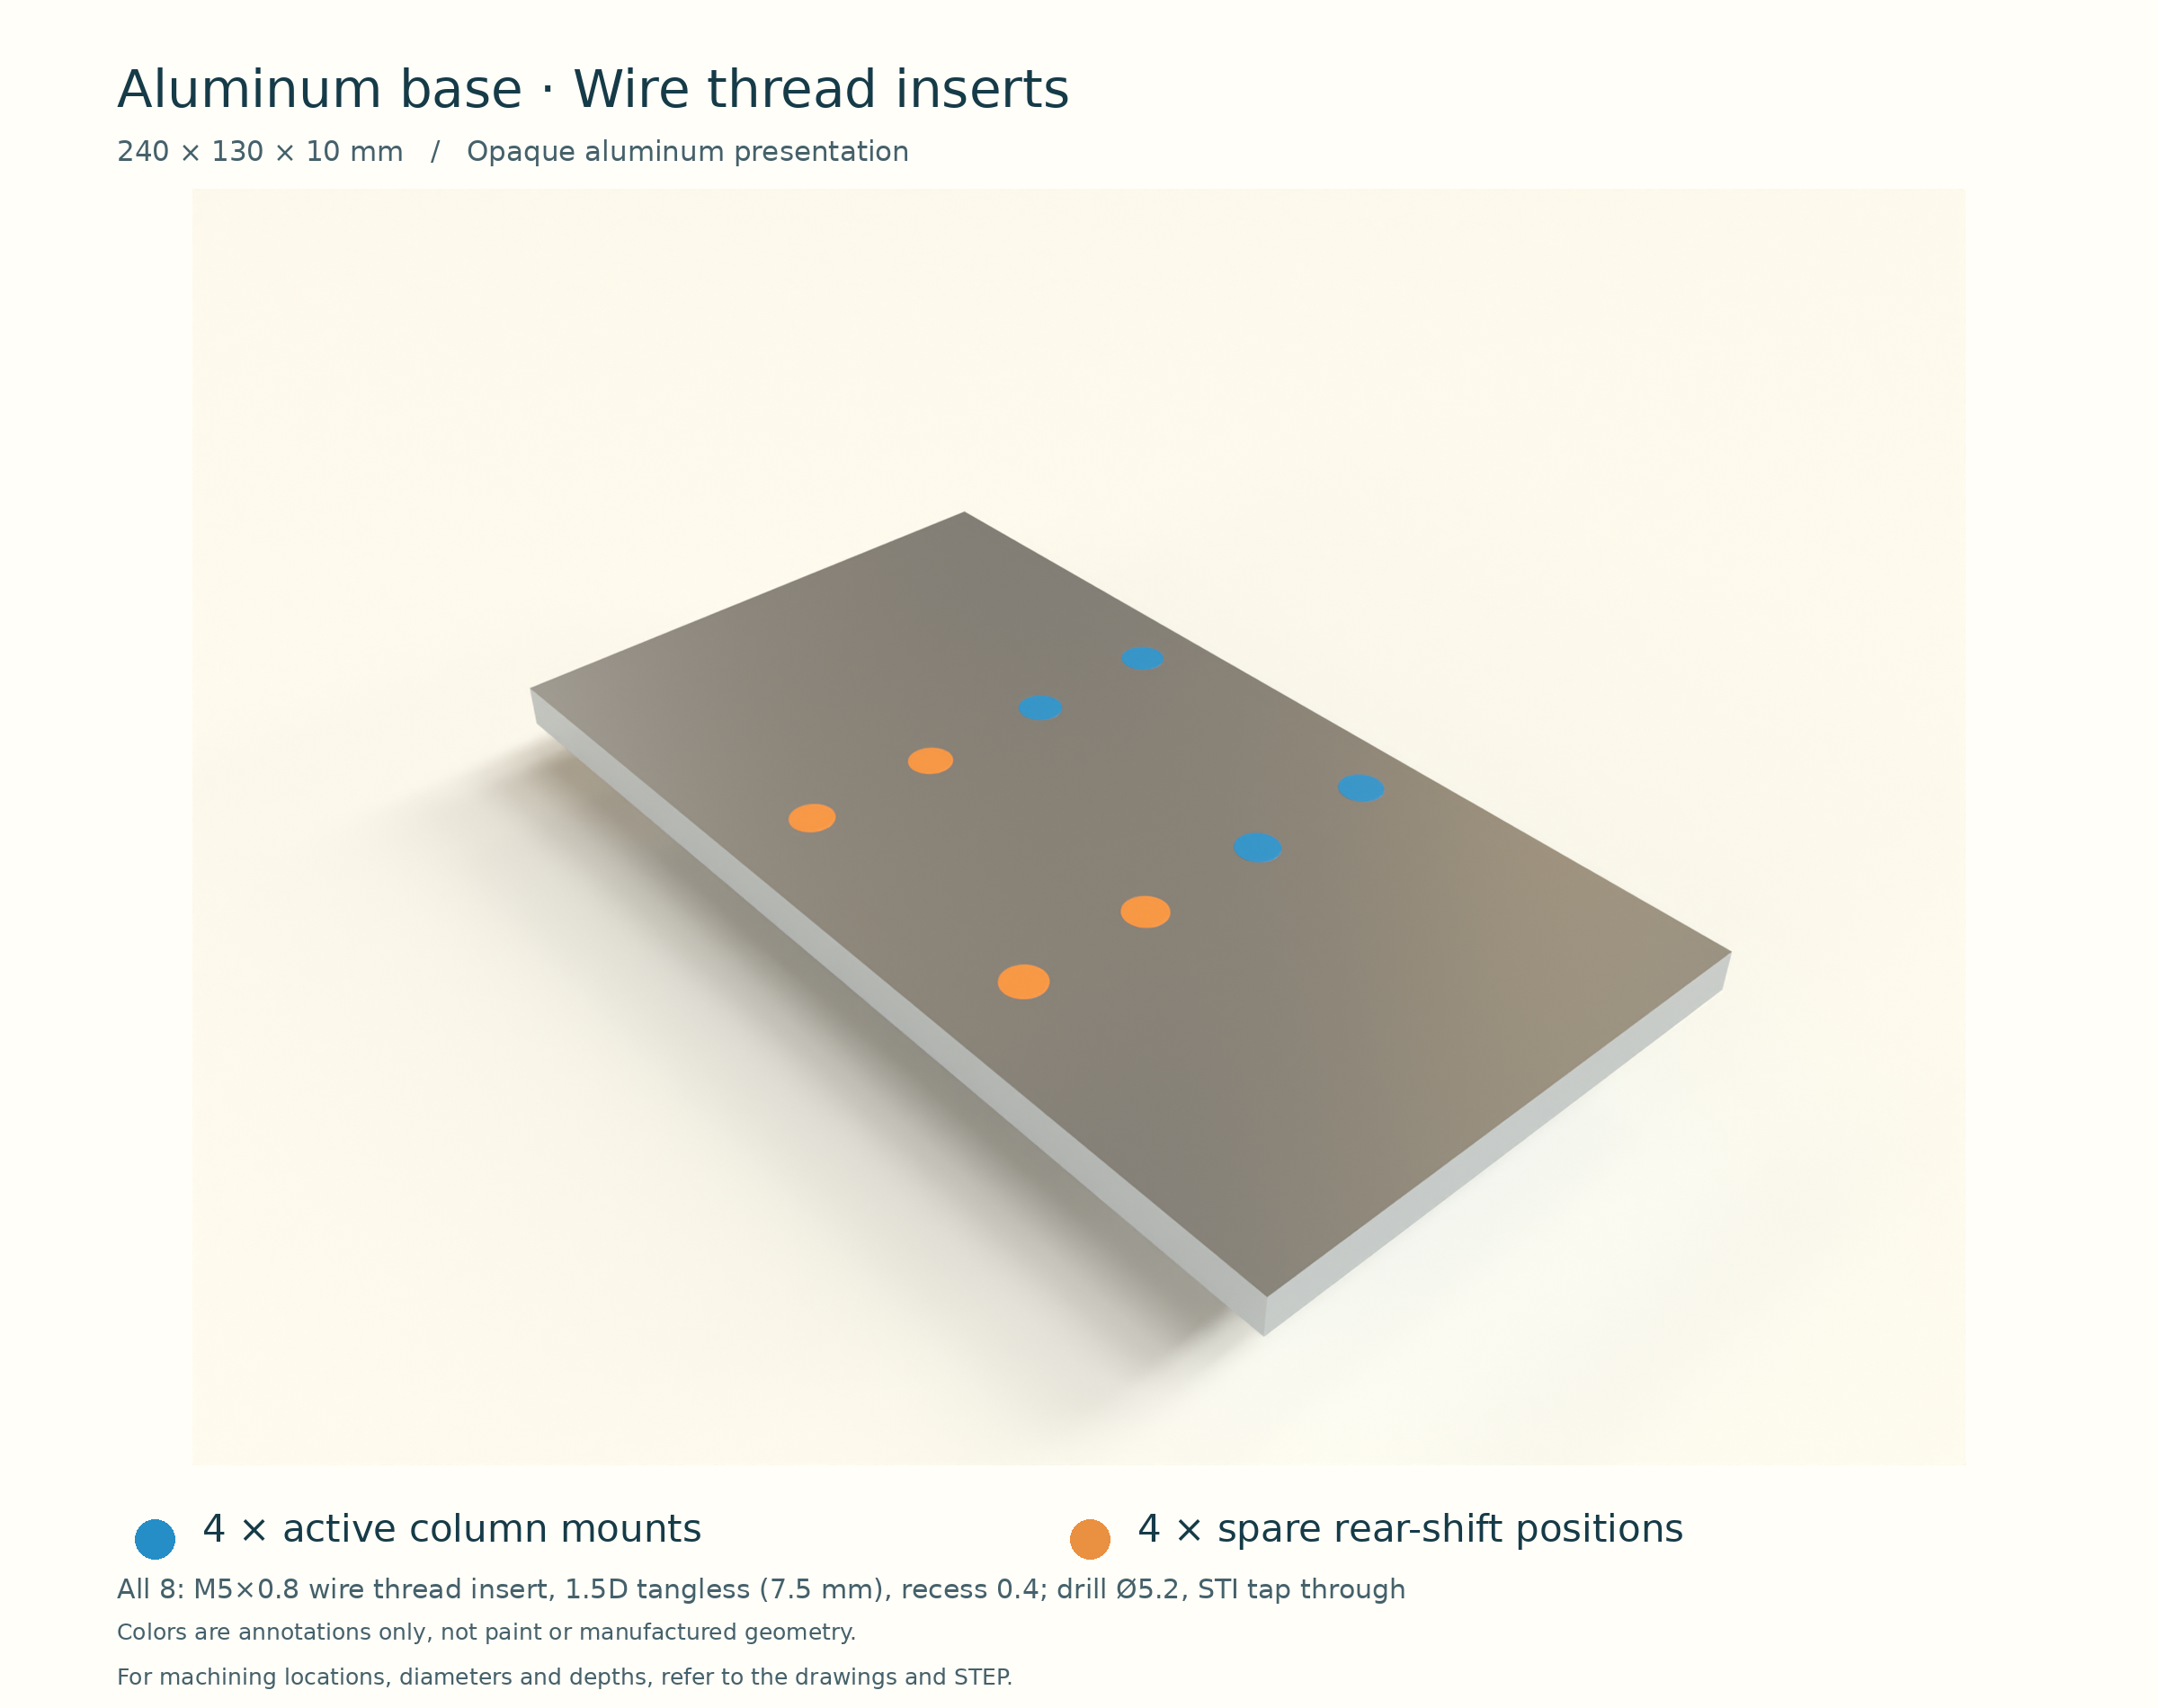 Aluminum base · Wire thread inserts
240 × 130 × 10 mm / Opaque aluminum presentation
4 × active column mounts
4 × spare rear-shift positions
All 8: M5×0.8 wire thread insert, 1.5D tangless (7.5 mm), recess 0.4; drill Ø5.2, STI tap through
Colors are annotations only, not paint or manufactured geometry.
For machining locations, diameters and depths, refer to the drawings and STEP.